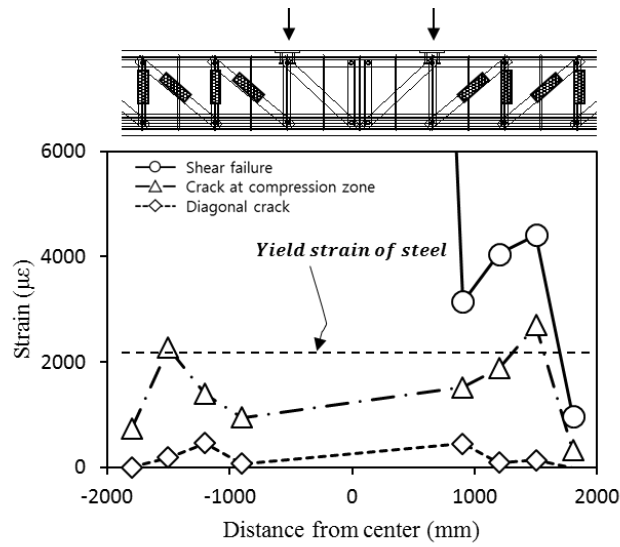 6000
Shear failure
Crack at compression zone
Diagonal crack
4000
Yield strain of steel
Strain (με)
2000
0
-2000 -1000 0 1000 2000
Distance from center (mm)